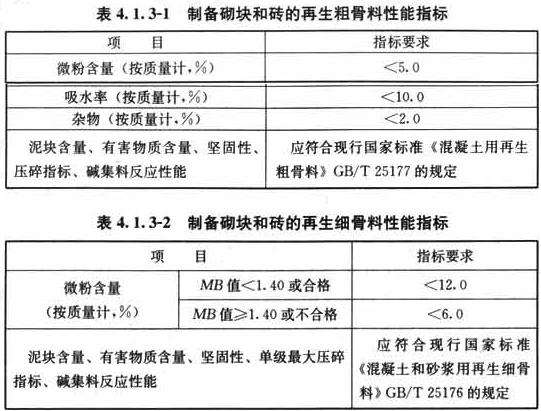 表 4.1.3-1 制备砌块和砖的再生粗骨料性能指标
项 目 指标要求
微粉含量（按质量计,%） <5.0
吸水率（按质量计,%） <10.0
杂物（按质量计,%） <2.0
泥块含量、有害物质含量、坚固性、
压碎指标、碱集料反应性能
应符合现行国家标准《混凝土用再生
粗骨料》GB/T 25177 的规定
表 4.1.3-2 制备砌块和砖的再生细骨料性能指标
项 目 指标要求
微粉含量
（按质量计,%）
MB 值<1.40 或合格 <12.0
MB 值≥1.40 或不合格 <6.0
泥块含量、有害物质含量、坚固性、单级最大压碎
指标、碱集料反应性能
应符合现行国家标准
《混凝土和砂浆用再生细骨
料》GB/T 25176 的规定